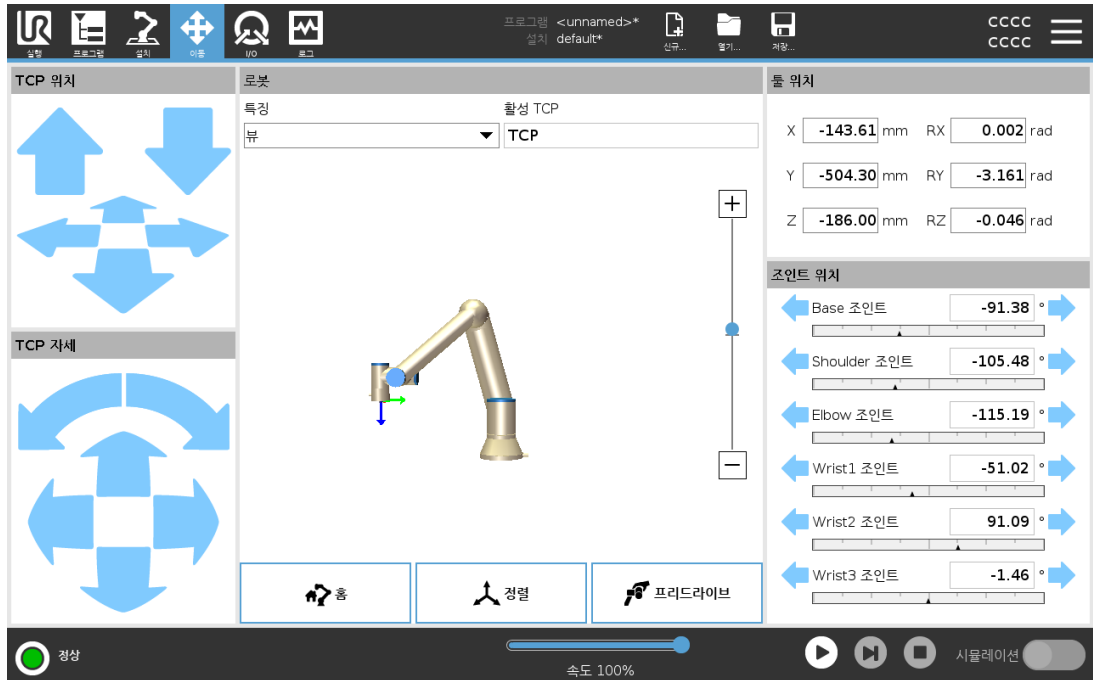 UR
프로그램 <unnamed>*
설치 default*
cccc
cccc
실행 프로그램 설치 이동 I/O 로그 신규... 열기... 저장...
TCP 위치
로봇
특징 활성 TCP
뷰 TCP
툴 위치
X -143.61 mm RX 0.002 rad
Y -504.30 mm RY -3.161 rad
Z -186.00 mm RZ -0.046 rad
조인트 위치
Base 조인트 -91.38 °
Shoulder 조인트 -105.48 °
Elbow 조인트 -115.19 °
Wrist1 조인트 -51.02 °
Wrist2 조인트 91.09 °
Wrist3 조인트 -1.46 °
TCP 자세
홈 정렬 프리드라이브
정상
속도 100%
시뮬레이션